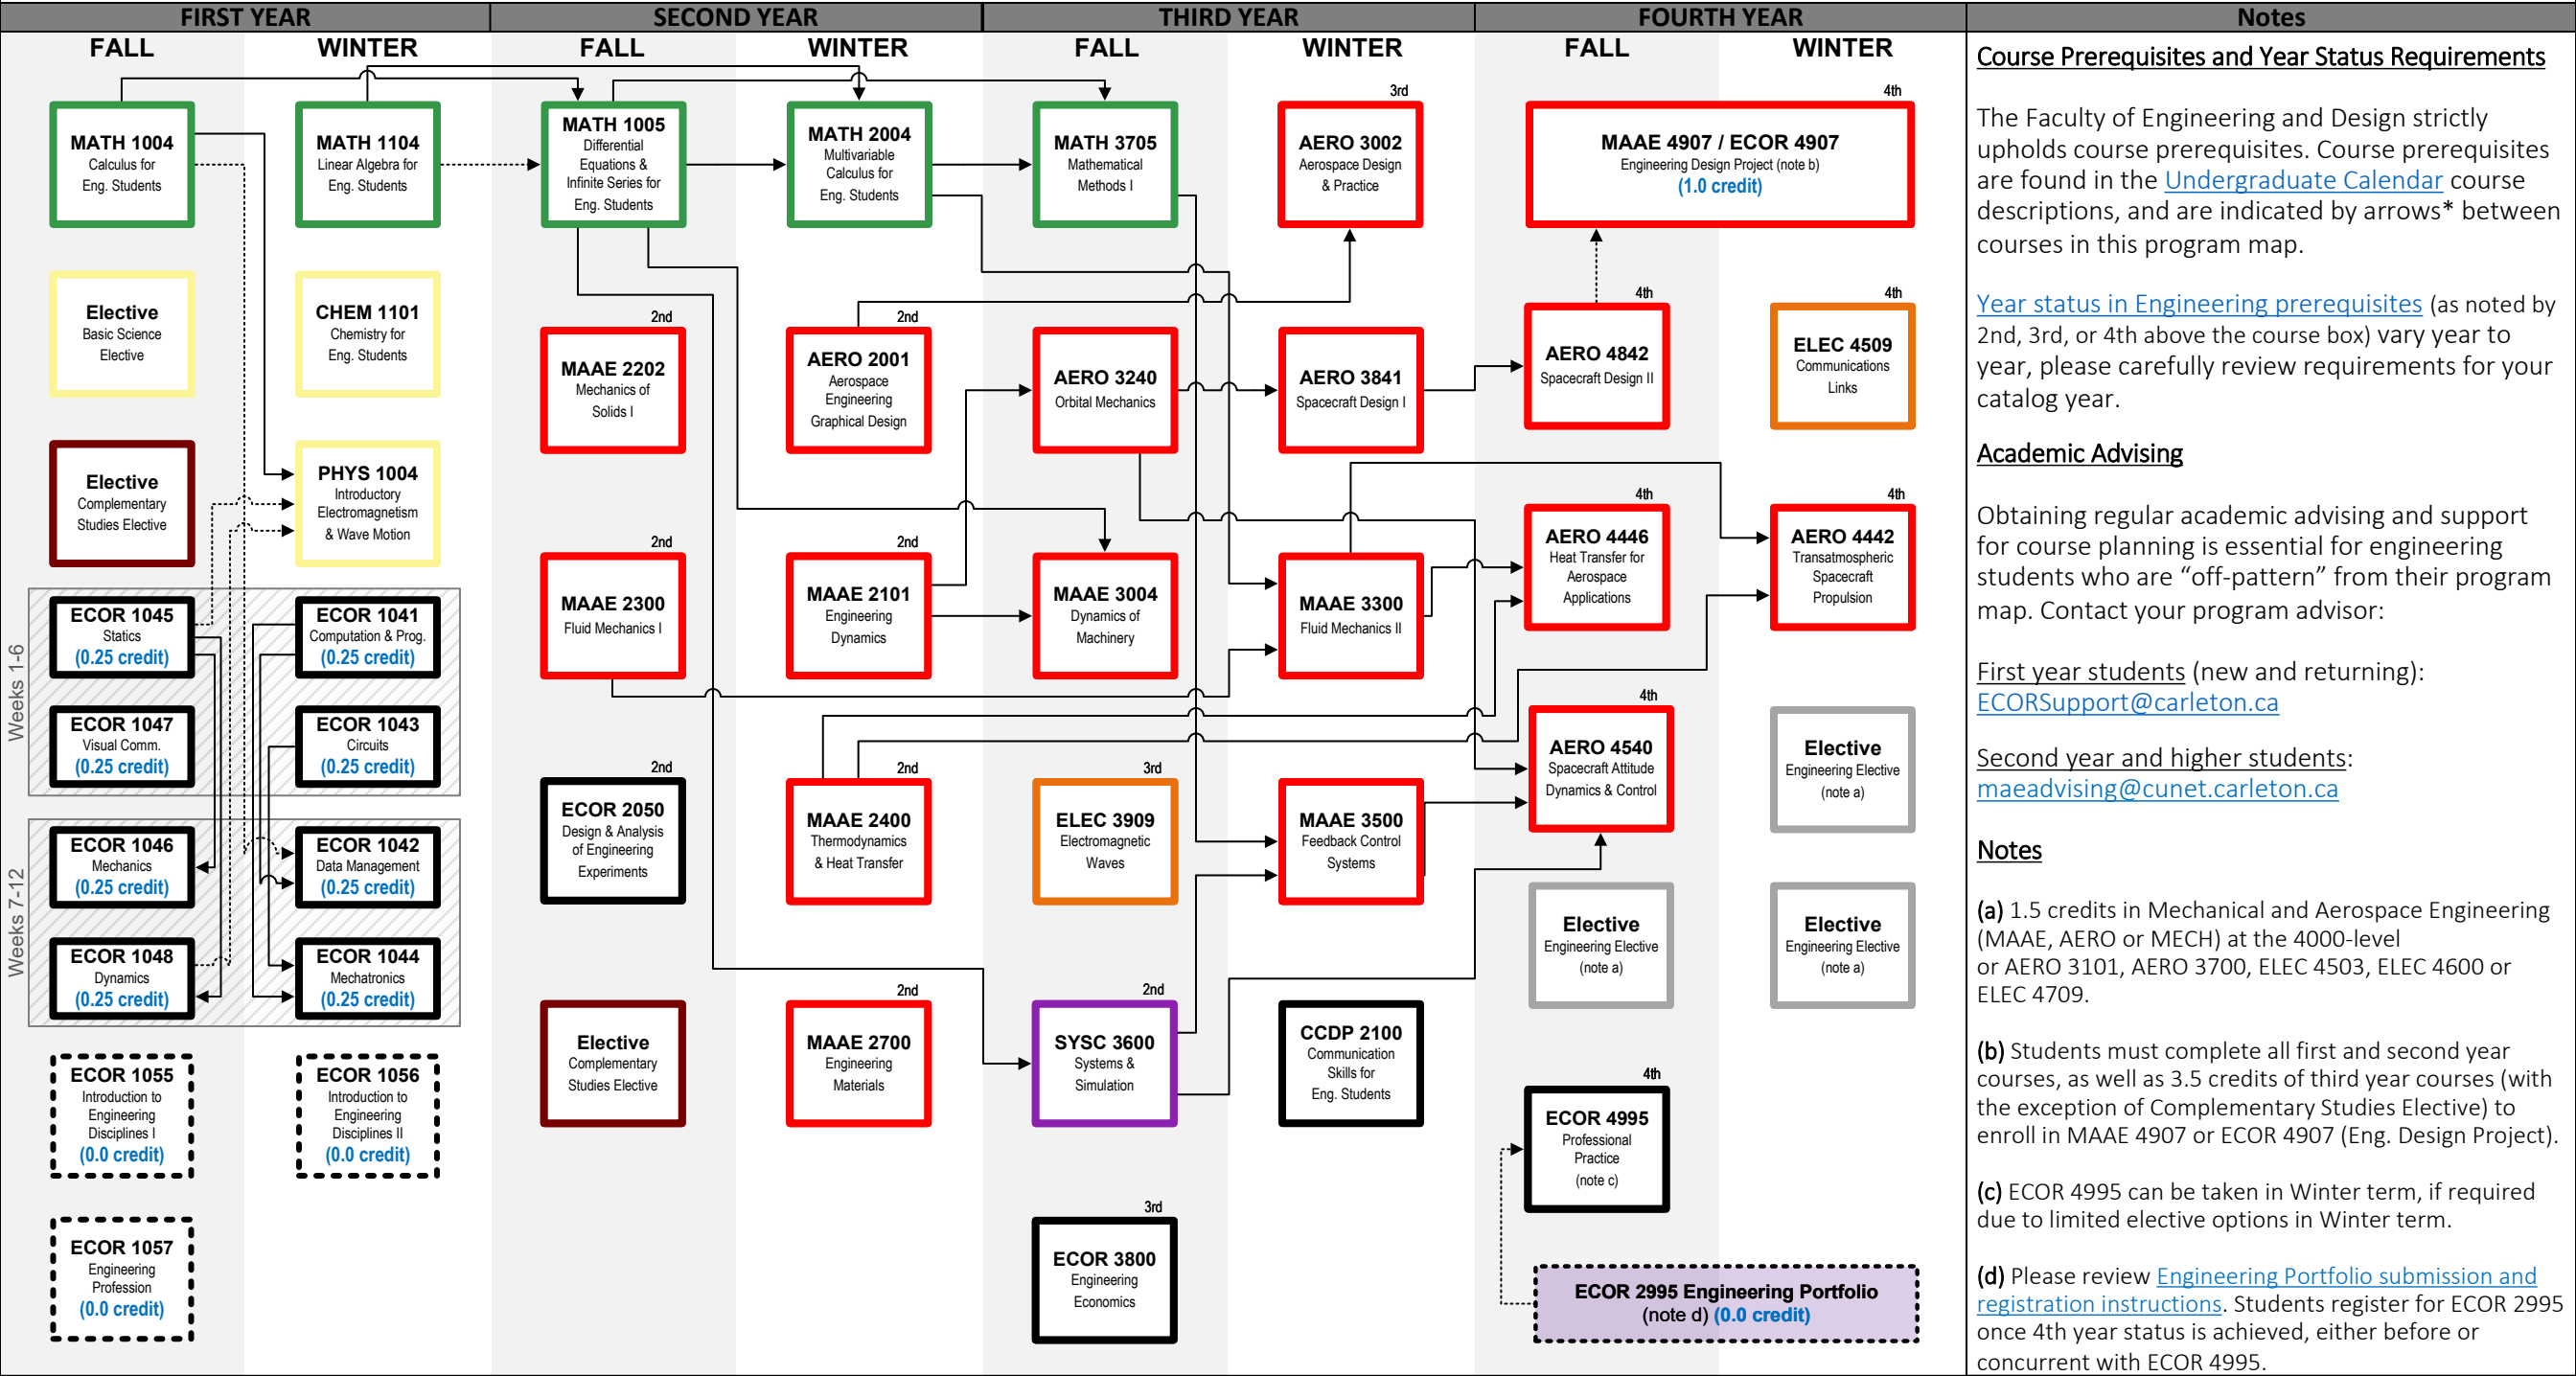 FIRST YEAR
SECOND YEAR
THIRD YEAR
FOURTH YEAR
Notes
FALL
WINTER
FALL
WINTER
FALL
WINTER
FALL
WINTER
MATH 1004
Calculus for
Eng. Students
Elective
Basic Science
Elective
Elective
Complementary
Studies Elective
Weeks 1-6
ECOR 1045
Statics
(0.25 credit)
ECOR 1047
Visual Comm.
(0.25 credit)
Weeks 7-12
ECOR 1046
Mechanics
(0.25 credit)
ECOR 1048
Dynamics
(0.25 credit)
ECOR 1055
Introduction to
Engineering
Disciplines I
(0.0 credit)
ECOR 1057
Engineering
Profession
(0.0 credit)
MATH 1104
Linear Algebra for
Eng. Students
CHEM 1101
Chemistry for
Eng. Students
PHYS 1004
Introductory
Electromagnetism
& Wave Motion
ECOR 1041
Computation & Prog.
(0.25 credit)
ECOR 1043
Circuits
(0.25 credit)
ECOR 1042
Data Management
(0.25 credit)
ECOR 1044
Mechatronics
(0.25 credit)
ECOR 1056
Introduction to
Engineering
Disciplines II
(0.0 credit)
MATH 1005
Differential
Equations &
Infinite Series for
Eng. Students
2nd
MAAE 2202
Mechanics of
Solids I
2nd
MAAE 2300
Fluid Mechanics I
2nd
ECOR 2050
Design & Analysis
of Engineering
Experiments
Elective
Complementary
Studies Elective
MATH 2004
Multivariable
Calculus for
Eng. Students
2nd
AERO 2001
Aerospace
Engineering
Graphical Design
2nd
MAAE 2101
Engineering
Dynamics
2nd
MAAE 2400
Thermodynamics
& Heat Transfer
2nd
MAAE 2700
Engineering
Materials
MATH 3705
Mathematical
Methods I
AERO 3240
Orbital Mechanics
MAAE 3004
Dynamics of
Machinery
3rd
ELEC 3909
Electromagnetic
Waves
2nd
SYSC 3600
Systems &
Simulation
3rd
ECOR 3800
Engineering
Economics
3rd
AERO 3002
Aerospace Design
& Practice
AERO 3841
Spacecraft Design I
MAAE 3300
Fluid Mechanics II
MAAE 3500
Feedback Control
Systems
CCDP 2100
Communication
Skills for
Eng. Students
4th
MAAE 4907 / ECOR 4907
Engineering Design Project (note b)
(1.0 credit)
4th
AERO 4842
Spacecraft Design II
4th
AERO 4446
Heat Transfer for
Aerospace
Applications
4th
AERO 4540
Spacecraft Attitude
Dynamics & Control
Elective
Engineering Elective
(note a)
4th
ECOR 4995
Professional
Practice
(note c)
4th
ELEC 4509
Communications
Links
4th
AERO 4442
Transatmospheric
Spacecraft
Propulsion
Elective
Engineering Elective
(note a)
Elective
Engineering Elective
(note a)
ECOR 2995 Engineering Portfolio
(note d) (0.0 credit)
Course Prerequisites and Year Status Requirements
The Faculty of Engineering and Design strictly
upholds course prerequisites. Course prerequisites
are found in the Undergraduate Calendar course
descriptions, and are indicated by arrows* between
courses in this program map.
Year status in Engineering prerequisites (as noted by
2nd, 3rd, or 4th above the course box) vary year to
year, please carefully review requirements for your
catalog year.
Academic Advising
Obtaining regular academic advising and support
for course planning is essential for engineering
students who are “off-pattern” from their program
map. Contact your program advisor:
First year students (new and returning):
ECORSupport@carleton.ca
Second year and higher students:
maeadvising@cunet.carleton.ca
Notes
(a) 1.5 credits in Mechanical and Aerospace Engineering
(MAAE, AERO or MECH) at the 4000-level
or AERO 3101, AERO 3700, ELEC 4503, ELEC 4600 or
ELEC 4709.
(b) Students must complete all first and second year
courses, as well as 3.5 credits of third year courses (with
the exception of Complementary Studies Elective) to
enroll in MAAE 4907 or ECOR 4907 (Eng. Design Project).
(c) ECOR 4995 can be taken in Winter term, if required
due to limited elective options in Winter term.
(d) Please review Engineering Portfolio submission and
registration instructions. Students register for ECOR 2995
once 4th year status is achieved, either before or
concurrent with ECOR 4995.